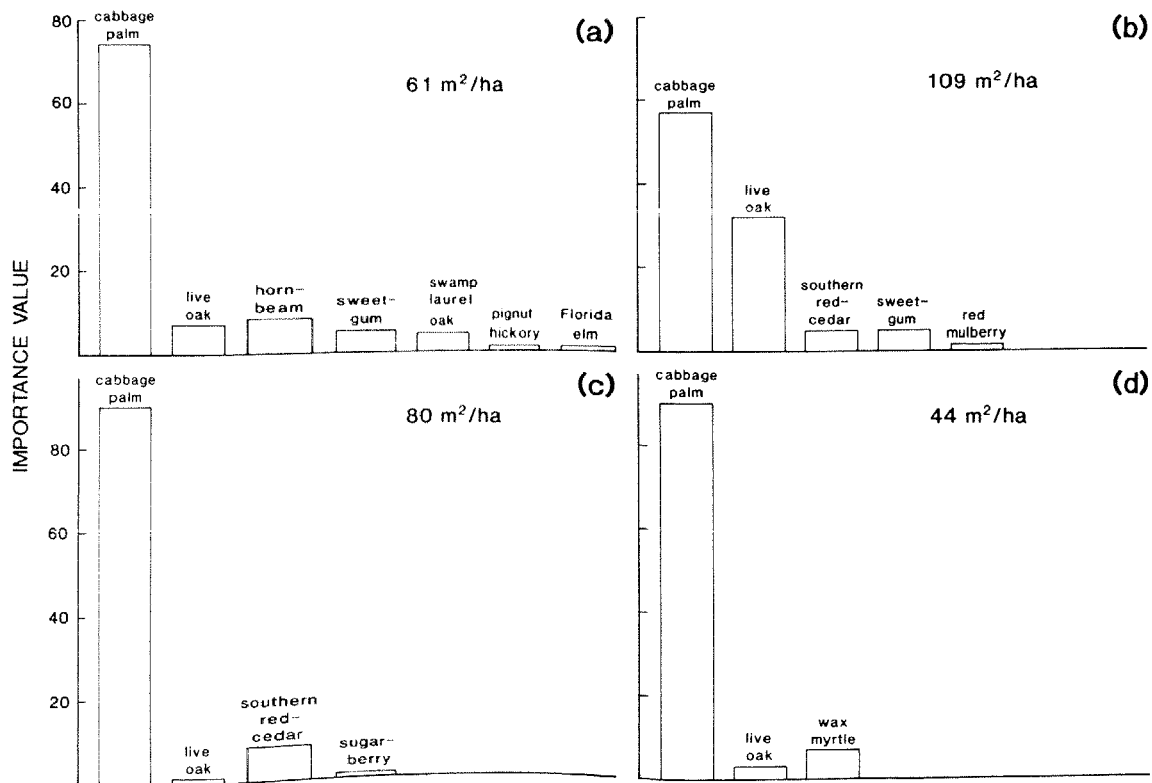 IMPORTANCE VALUE
(a)
61 m²/ha
80
60
40
20
cabbage
palm
live
oak
horn-
beam
sweet-
gum
swamp
laurel
oak
pignut
hickory
Florida
elm
(b)
109 m²/ha
cabbage
palm
live
oak
southern
red-
cedar
sweet-
gum
red
mulberry
(c)
80 m²/ha
80
60
40
20
cabbage
palm
live
oak
southern
red-
cedar
sugar-
berry
(d)
44 m²/ha
cabbage
palm
live
oak
wax
myrtle